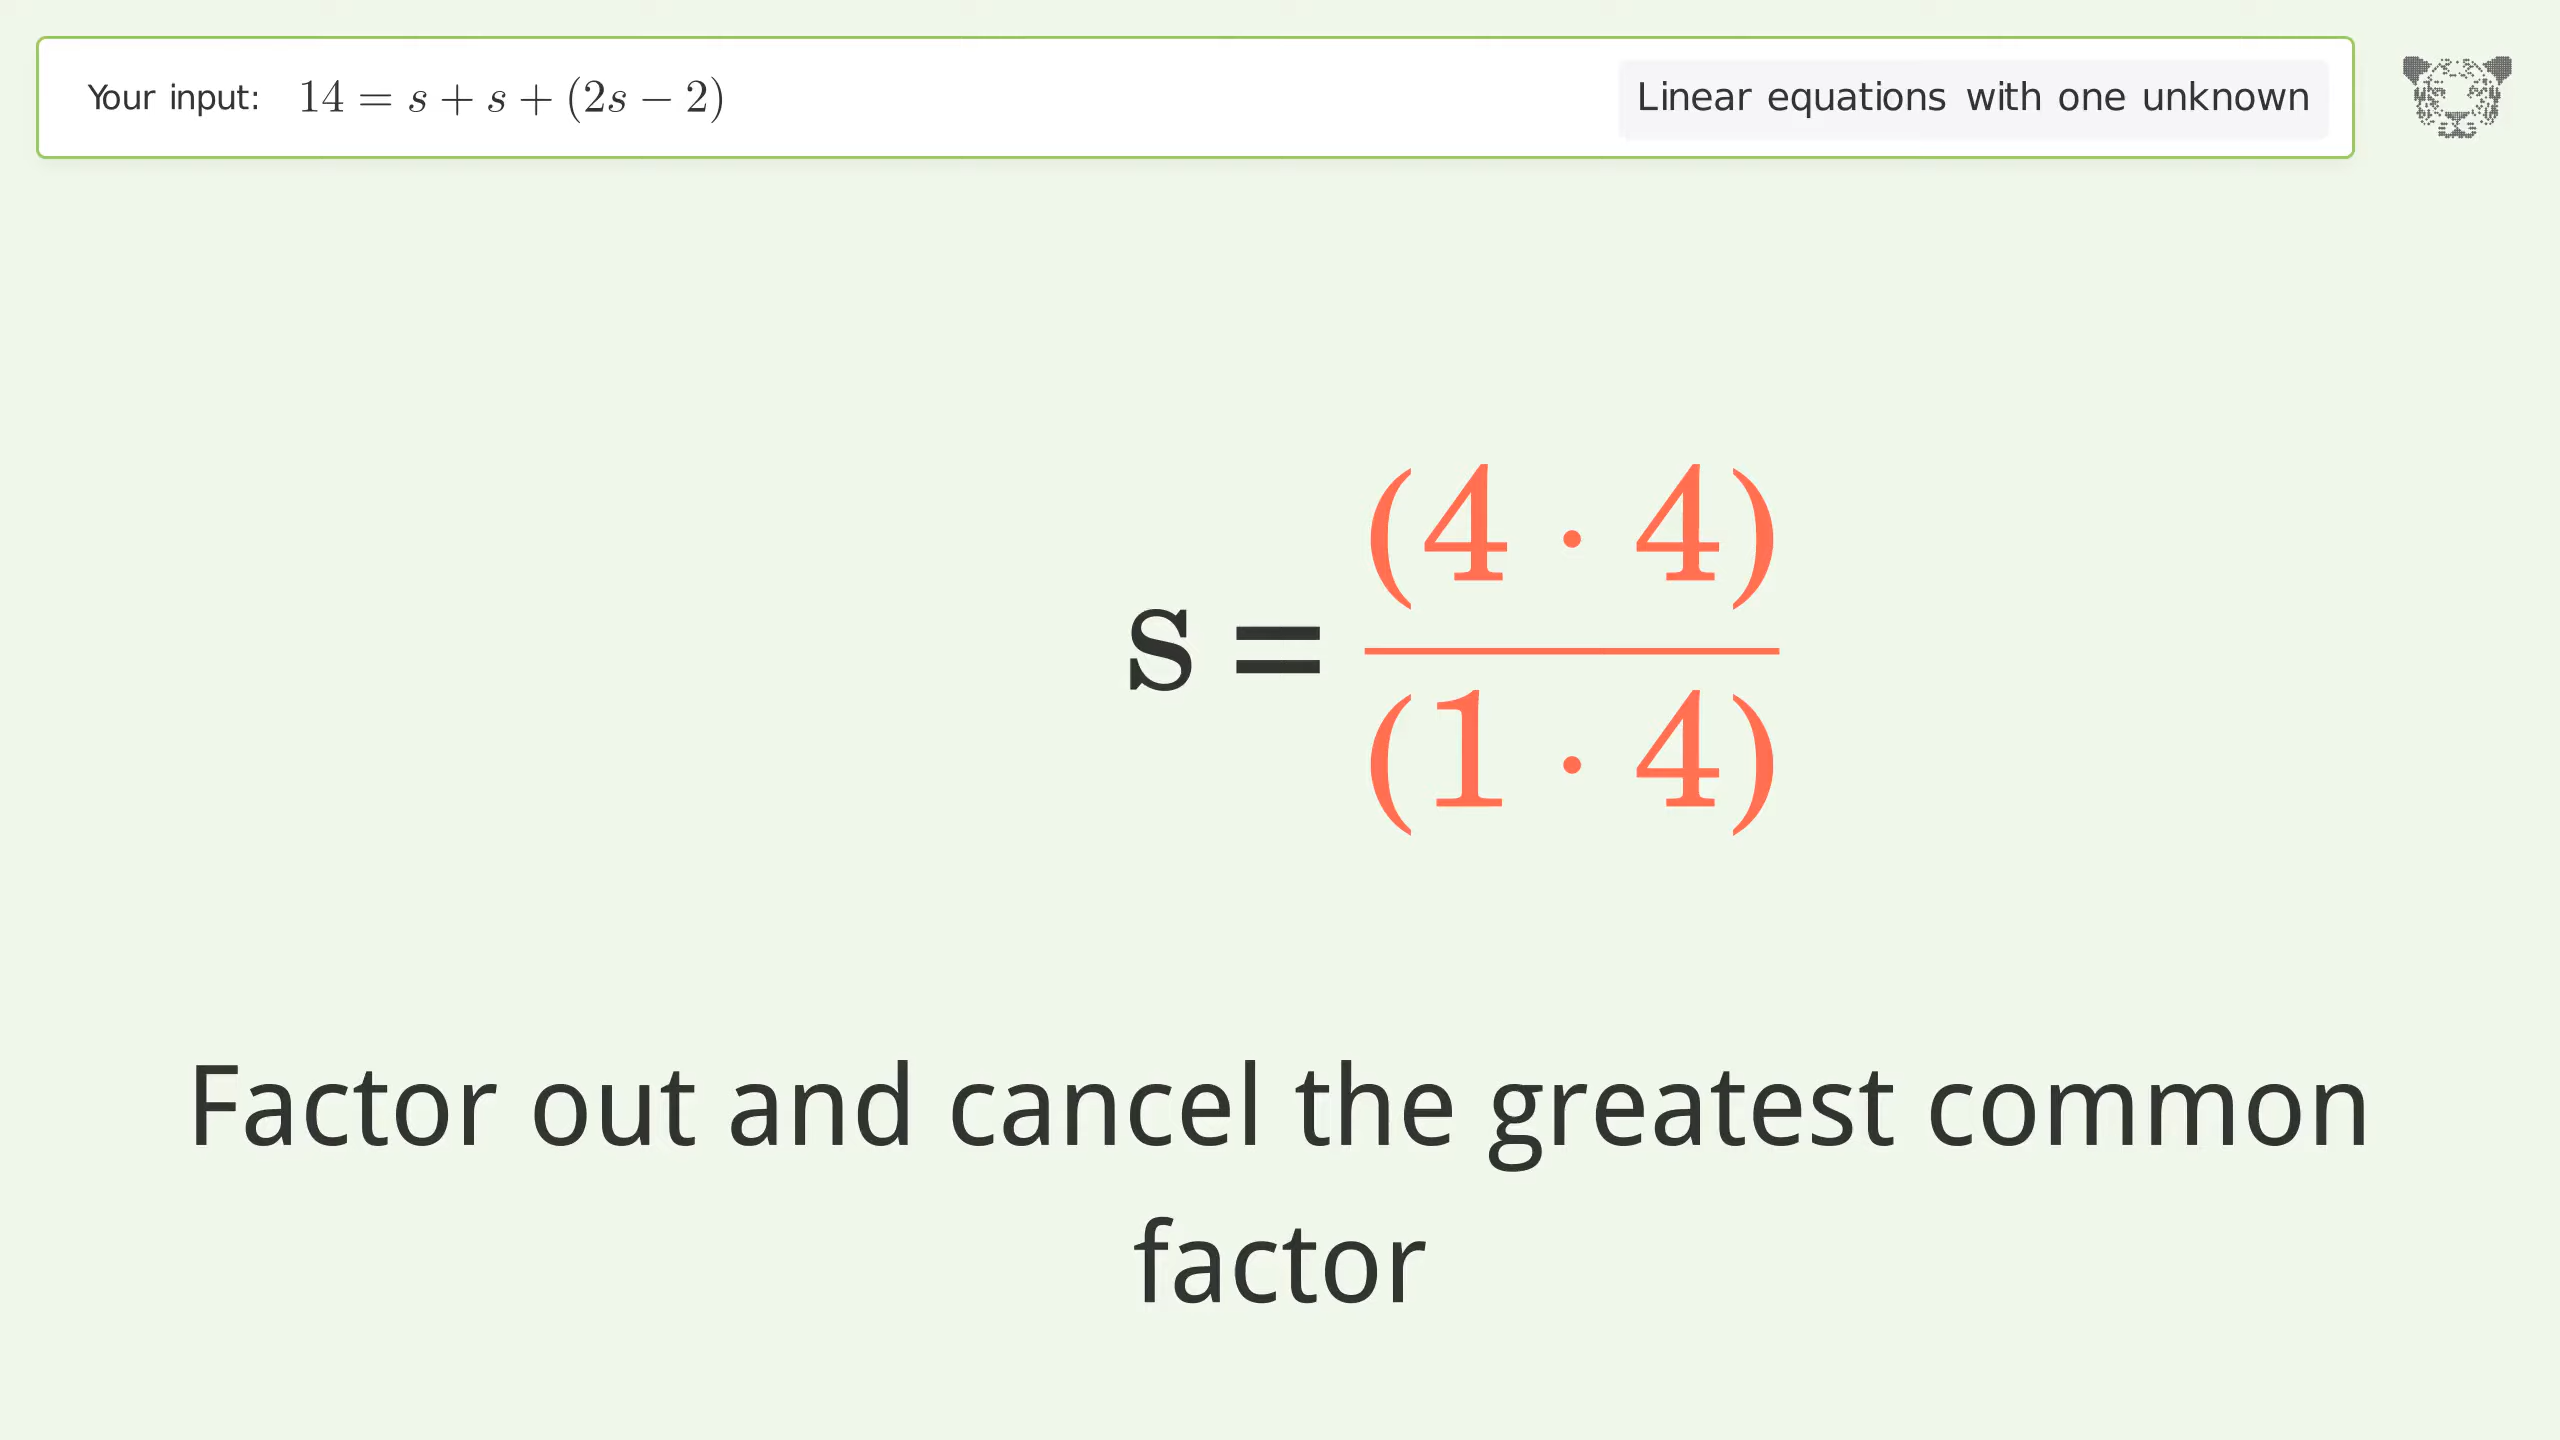 Your input: 14 = s + s + (2s − 2)
Linear equations with one unknown
s = (4 · 4) / (1 · 4)
Factor out and cancel the greatest common
factor